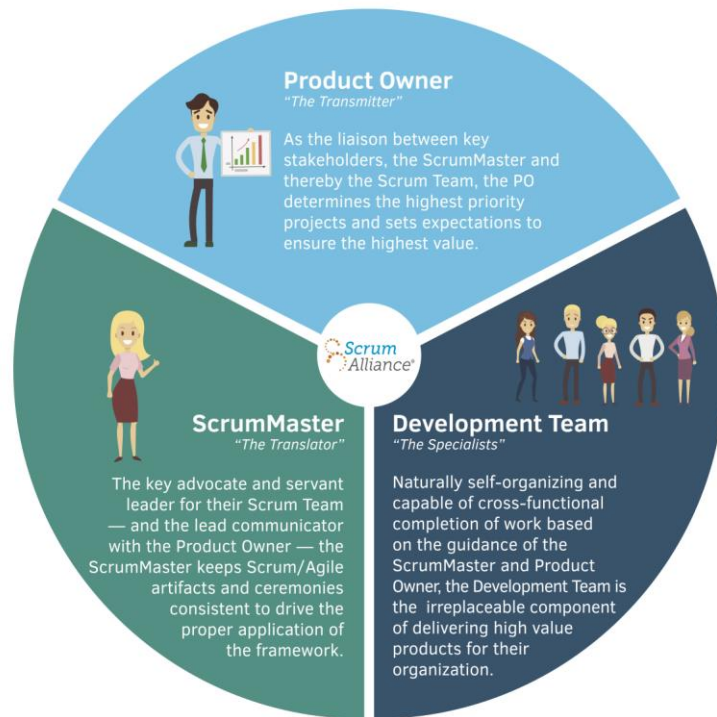 Product Owner
“The Transmitter”
As the liaison between key
stakeholders, the ScrumMaster and
thereby the Scrum Team, the PO
determines the highest priority
projects and sets expectations to
ensure the highest value.
Scrum
Alliance®
ScrumMaster
“The Translator”
The key advocate and servant
leader for their Scrum Team
— and the lead communicator
with the Product Owner — the
ScrumMaster keeps Scrum/Agile
artifacts and ceremonies
consistent to drive the
proper application of
the framework.
Development Team
“The Specialists”
Naturally self-organizing and
capable of cross-functional
completion of work based
on the guidance of the
ScrumMaster and Product
Owner, the Development Team is
the irreplaceable component
of delivering high value
products for their
organization.